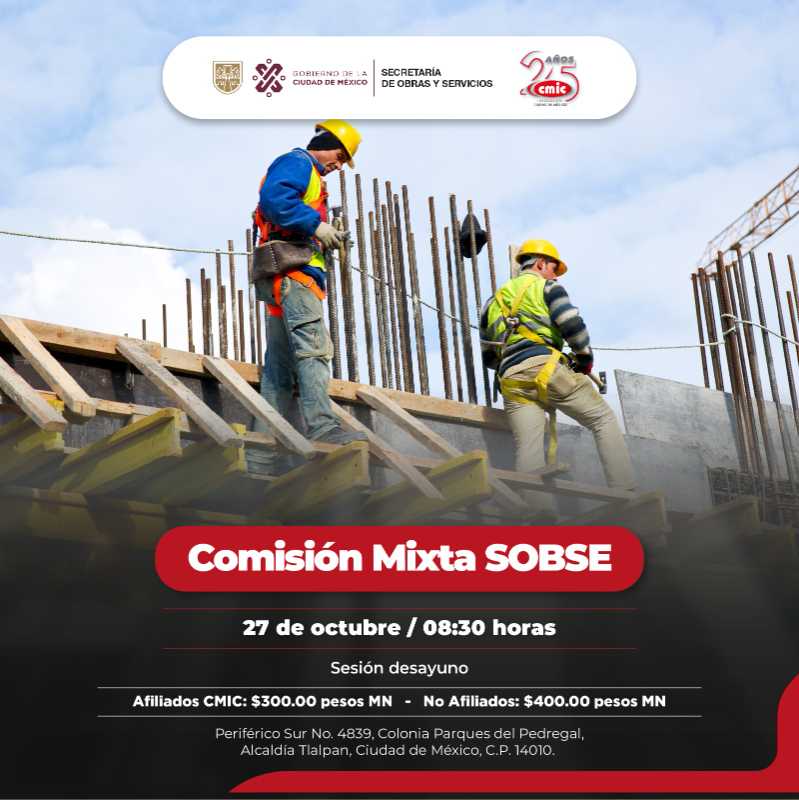 GOBIERNO DE LA
CIUDAD DE MÉXICO
SECRETARÍA
DE OBRAS Y SERVICIOS
25 AÑOS
cmic
Comisión Mixta SOBSE
27 de octubre / 08:30 horas
Sesión desayuno
Afiliados CMIC: $300.00 pesos MN - No Afiliados: $400.00 pesos MN
Periférico Sur No. 4839, Colonia Parques del Pedregal,
Alcaldía Tlalpan, Ciudad de México, C.P. 14010.